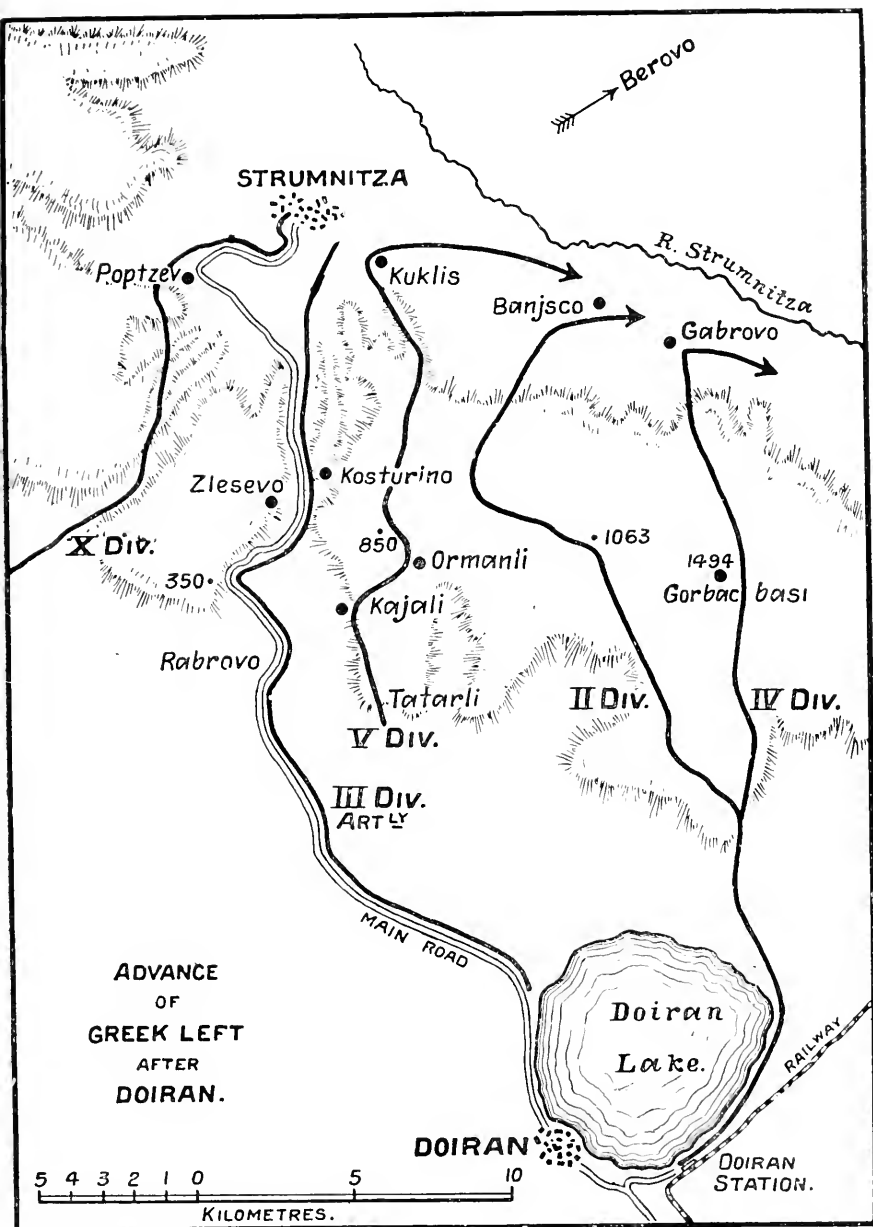 Berovo
STRUMNITZA
R. Strumnitza
Poptzev
Kuklis
Banjsco
Gabrovo
Zlesevo
Kosturino
X DIV.
850
1063
350
Ormanli
1494
Gorbac basi
Kajali
Rabrovo
Tatarli
II DIV.
IV DIV.
V DIV.
III DIV.
ARTLY
MAIN ROAD
ADVANCE
OF
GREEK LEFT
AFTER
DOIRAN.
Doiran
Lake.
RAILWAY
DOIRAN
DOIRAN
STATION.
5 4 3 2 1 0 5 10
KILOMETRES.